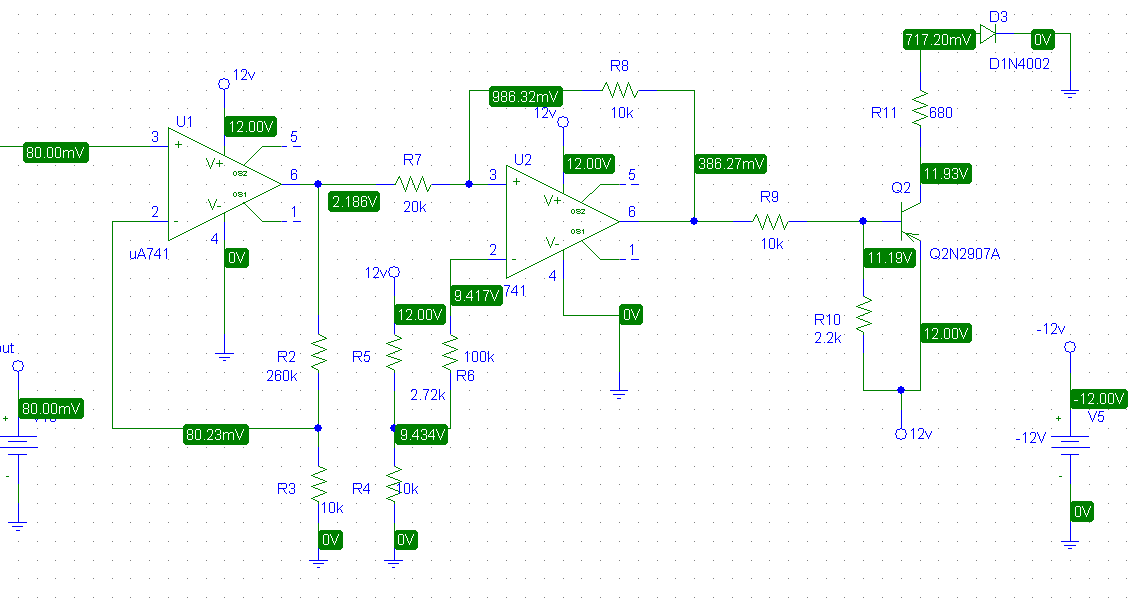 D3
717.20mV
0V
D1N4002
R8
12v
986.32mV
10k
12v
R11
680
U1
12.00V
3
+
5
80.00mV
V+
OS2
6
OS1
V-
2
-
1
4
uA741
0V
R7
2.186V
20k
U2
12.00V
386.27mV
3
+
5
V+
OS2
6
OS1
V-
2
-
1
4
741
0V
R9
10k
11.93V
Q2
11.19V
Q2N2907A
12v
12.00V
9.417V
R10
2.2k
12.00V
12v
-12v
-12.00V
+
V5
-12V
-
0V
ut
80.00mV
+
-
R2
260k
R5
100k
R6
2.72k
80.23mV
9.434V
R3
10k
R4
10k
0V
0V